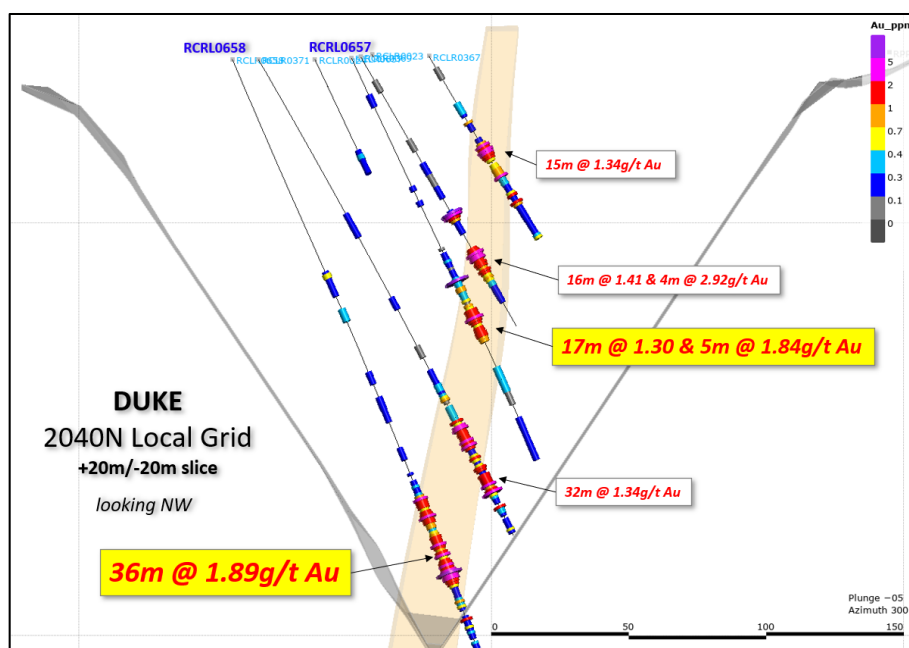 Au_ppm
RCRL0658
RCRL0657
RCLR0371
RCLR0367
5
2
1
0.7
0.4
0.3
0.1
0
15m @ 1.34g/t Au
16m @ 1.41 & 4m @ 2.92g/t Au
17m @ 1.30 & 5m @ 1.84g/t Au
DUKE
2040N Local Grid
+20m/-20m slice
looking NW
32m @ 1.34g/t Au
36m @ 1.89g/t Au
Plunge −05
Azimuth 300
0
50
100
150